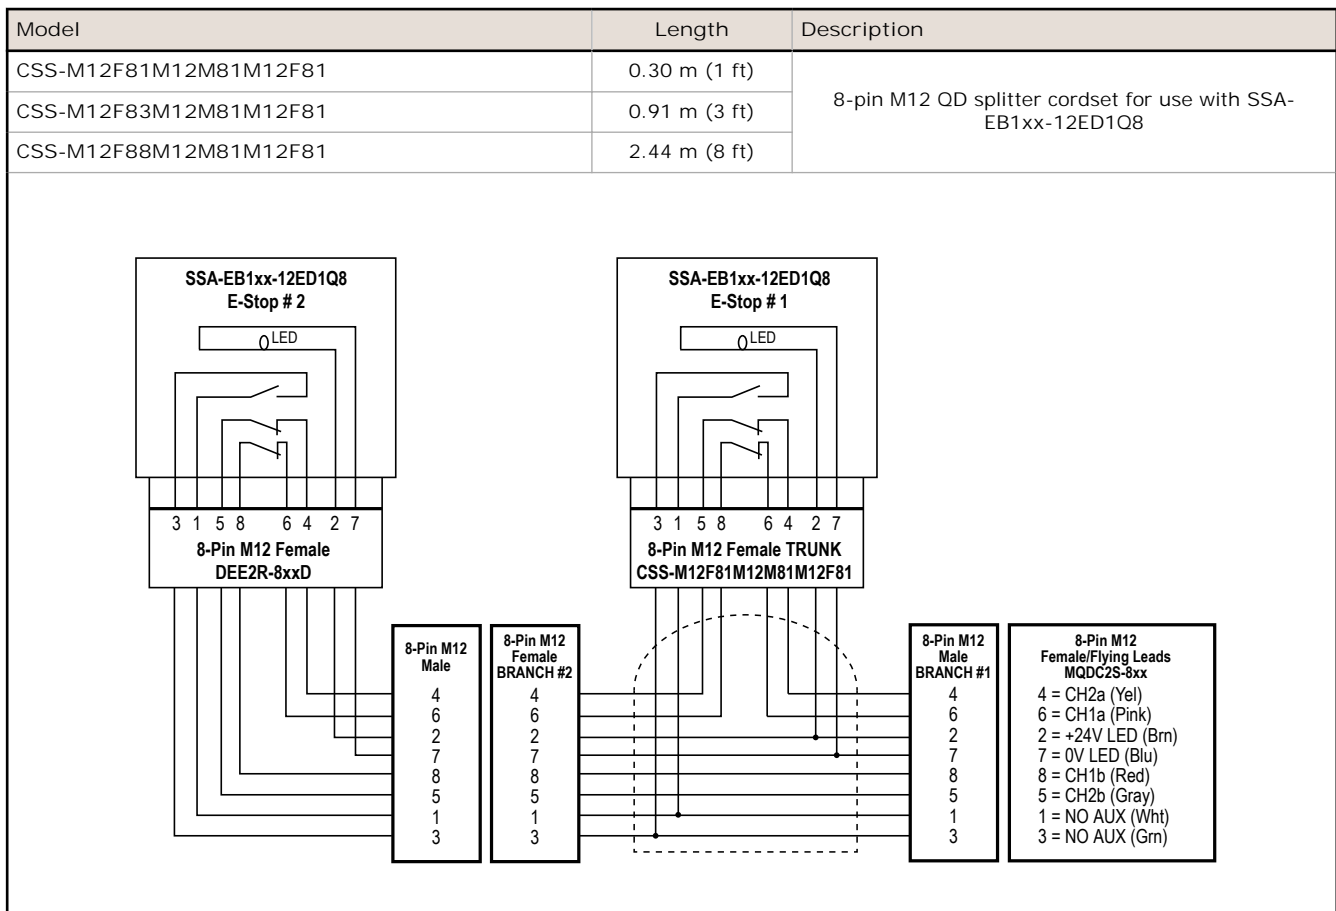 Model Length Description
CSS-M12F81M12M81M12F81 0.30 m (1 ft)
CSS-M12F83M12M81M12F81 0.91 m (3 ft)
CSS-M12F88M12M81M12F81 2.44 m (8 ft)
8-pin M12 QD splitter cordset for use with SSA-
EB1xx-12ED1Q8
SSA-EB1xx-12ED1Q8
E-Stop # 2
LED
3 1 5 8 6 4 2 7
8-Pin M12 Female
DEE2R-8xxD
SSA-EB1xx-12ED1Q8
E-Stop # 1
LED
3 1 5 8 6 4 2 7
8-Pin M12 Female TRUNK
CSS-M12F81M12M81M12F81
8-Pin M12
Male
4
6
2
7
8
5
1
3
8-Pin M12
Female
BRANCH #2
4
6
2
7
8
5
1
3
8-Pin M12
Male
BRANCH #1
4
6
2
7
8
5
1
3
8-Pin M12
Female/Flying Leads
MQDC2S-8xx
4 = CH2a (Yel)
6 = CH1a (Pink)
2 = +24V LED (Brn)
7 = 0V LED (Blu)
8 = CH1b (Red)
5 = CH2b (Gray)
1 = NO AUX (Wht)
3 = NO AUX (Grn)